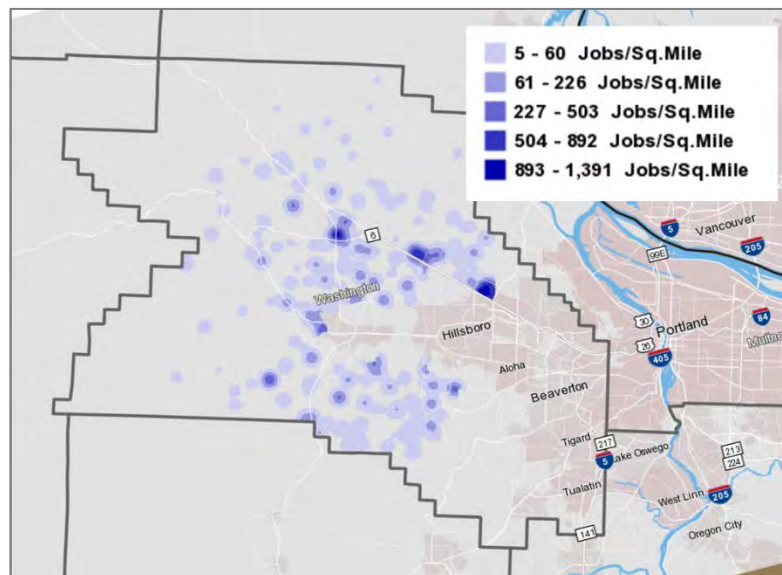 5 - 60 Jobs/Sq.Mile
61 - 226 Jobs/Sq.Mile
227 - 503 Jobs/Sq.Mile
504 - 892 Jobs/Sq.Mile
893 - 1,391 Jobs/Sq.Mile
5
Vancouver
205
99E
6
Washington
30
84
Hillsboro
Portland
26
Multno
405
Aloha
Beaverton
Tigard
217
213
Lake Oswego
5
224
Tualatin
West Linn
205
141
Oregon City